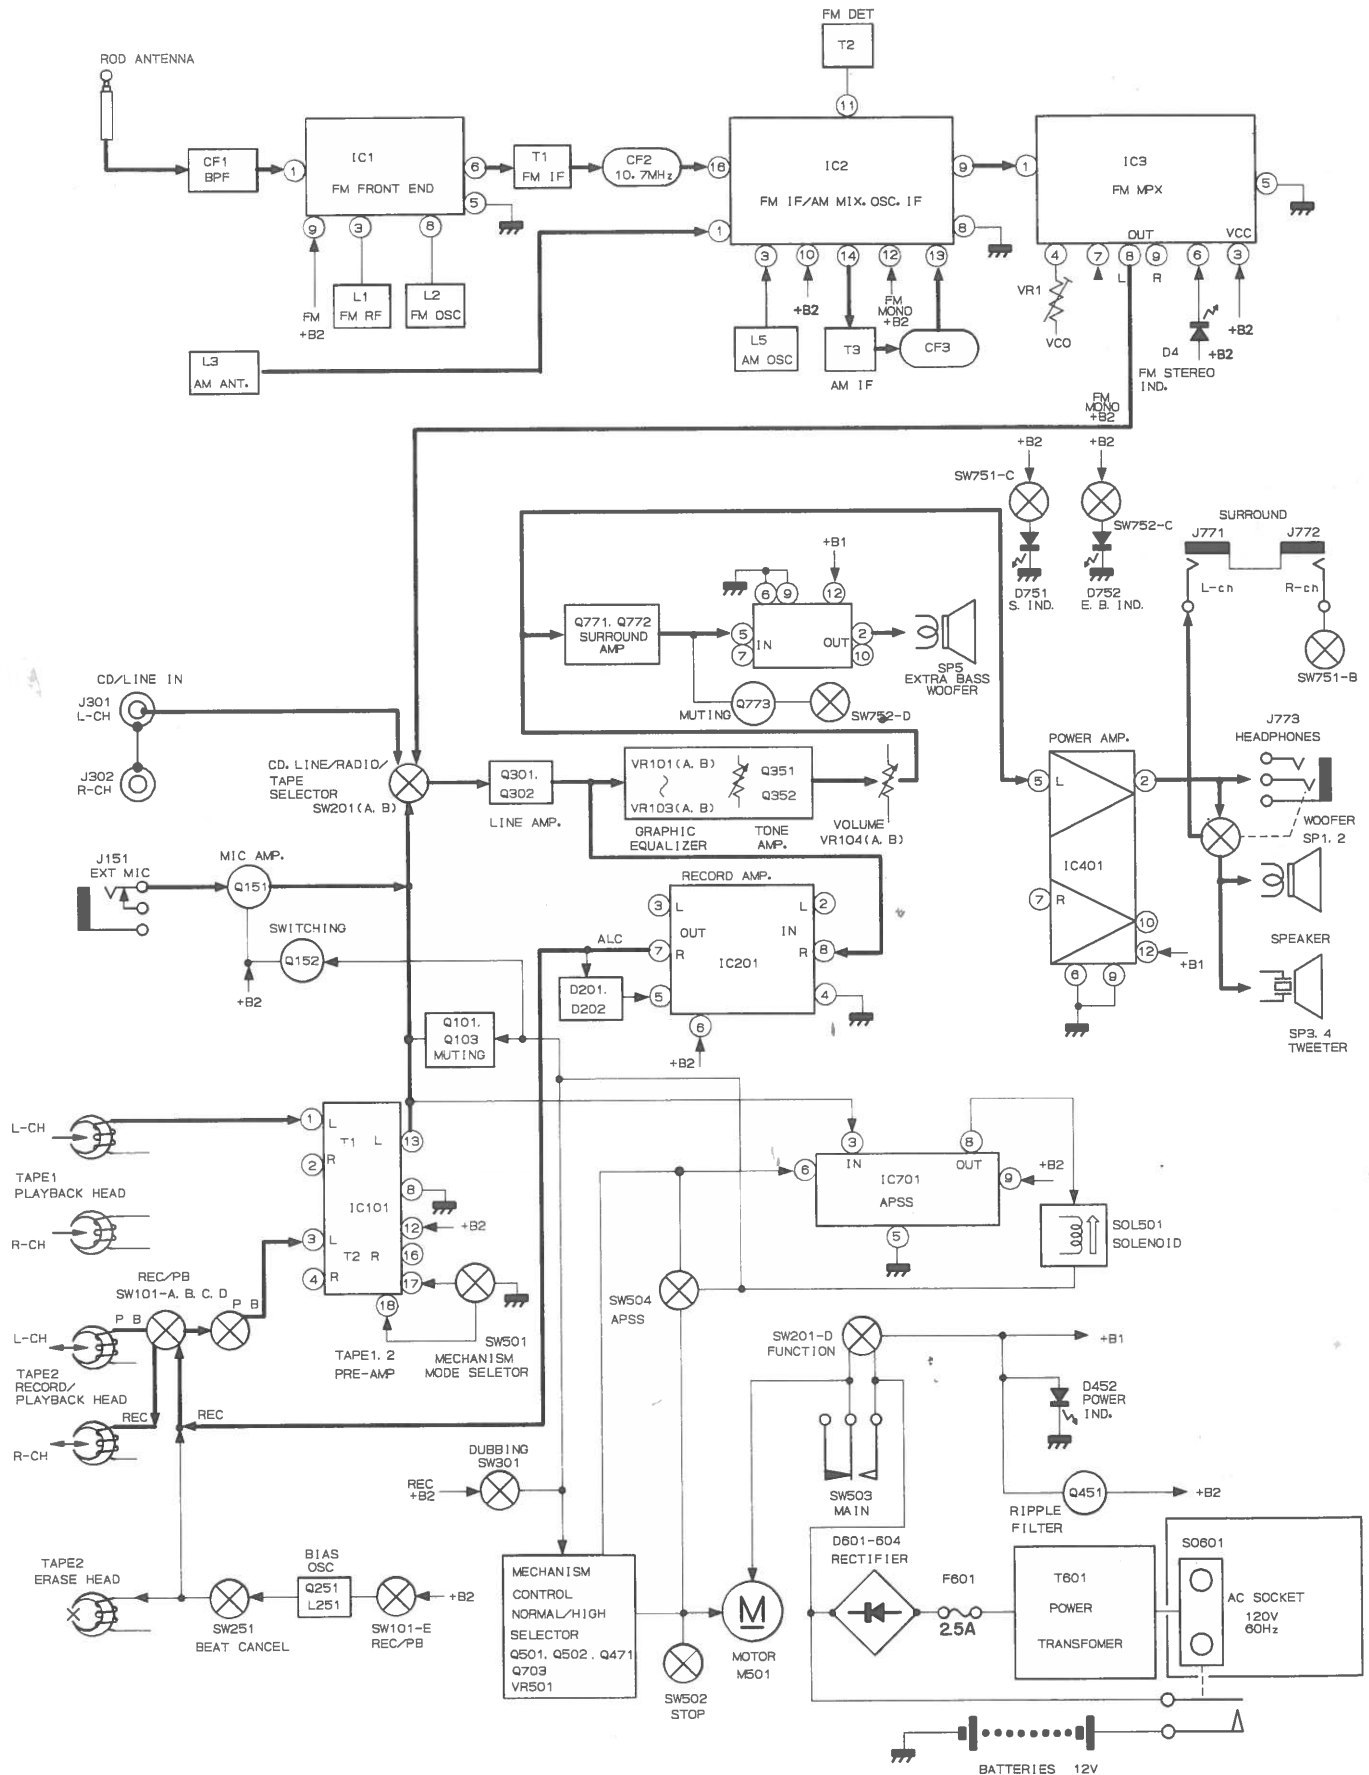 FM DET
T2
11
ROD ANTENNA
CF1
BPF
1
IC1
FM FRONT END
6
5
9
3
8
T1
FM IF
CF2
10.7MHz
16
IC2
FM IF/AM MIX.OSC.IF
9
8
1
3
10
14
12
13
1
IC3
FM MPX
5
OUT
VCC
4
7
8
9
6
3
L
R
FM
+B2
L1
FM RF
L2
FM OSC
L3
AM ANT.
L5
AM OSC
+B2
T3
AM IF
FM
MONO
+B2
CF3
VR1
VCO
D4
+B2
FM STEREO
IND.
+B2
FM
MONO
+B2
+B2
+B2
SW751-C
SW752-C
D751
S. IND.
D752
E. B. IND.
SURROUND
J771
J772
L-ch
R-ch
SW751-B
+B1
6
9
12
Q771. Q772
SURROUND
AMP
5
IN
7
OUT
2
10
SP5
EXTRA BASS
WOOFER
MUTING
Q773
SW752-D
CD/LINE IN
J301
L-CH
J302
R-CH
CD. LINE/RADIO/
TAPE
SELECTOR
SW201(A. B)
Q301.
Q302
LINE AMP.
VR101(A. B)
VR103(A. B)
Q351
Q352
GRAPHIC
EQUALIZER
TONE
AMP.
VOLUME
VR104(A. B)
POWER AMP.
5
L
2
IC401
7
R
10
12
+B1
6
9
J773
HEADPHONES
WOOFER
SP1. 2
SPEAKER
SP3. 4
TWEETER
J151
EXT MIC
MIC AMP.
Q151
SWITCHING
Q152
+B2
RECORD AMP.
3
L
L
2
OUT
IN
ALC
7
R
R
8
IC201
D201.
D202
5
4
6
+B2
Q101.
Q103
MUTING
L-CH
TAPE1
PLAYBACK HEAD
R-CH
1
L
T1
L
13
2
R
8
IC101
12
+B2
3
L
T2
R
16
4
R
17
18
SW501
MECHANISM
MODE SELETOR
TAPE1. 2
PRE-AMP
REC/PB
SW101-A. B. C. D
P B
P B
L-CH
TAPE2
RECORD/
PLAYBACK HEAD
REC
REC
R-CH
3
IN
8
OUT
6
IC701
APSS
9
+B2
5
SOL501
SOLENOID
SW504
APSS
SW201-D
FUNCTION
+B1
D452
POWER
IND.
SW503
MAIN
DUBBING
SW301
REC
+B2
Q451
+B2
RIPPLE
FILTER
TAPE2
ERASE HEAD
SW251
BEAT CANCEL
BIAS
OSC
Q251
L251
SW101-E
REC/PB
+B2
MECHANISM
CONTROL
NORMAL/HIGH
SELECTOR
Q501. Q502. Q471
Q703
VR501
SW502
STOP
M
MOTOR
M501
D601-604
RECTIFIER
F601
2.5A
T601
POWER
TRANSFOMER
SO601
AC SOCKET
120V
60Hz
BATTERIES 12V